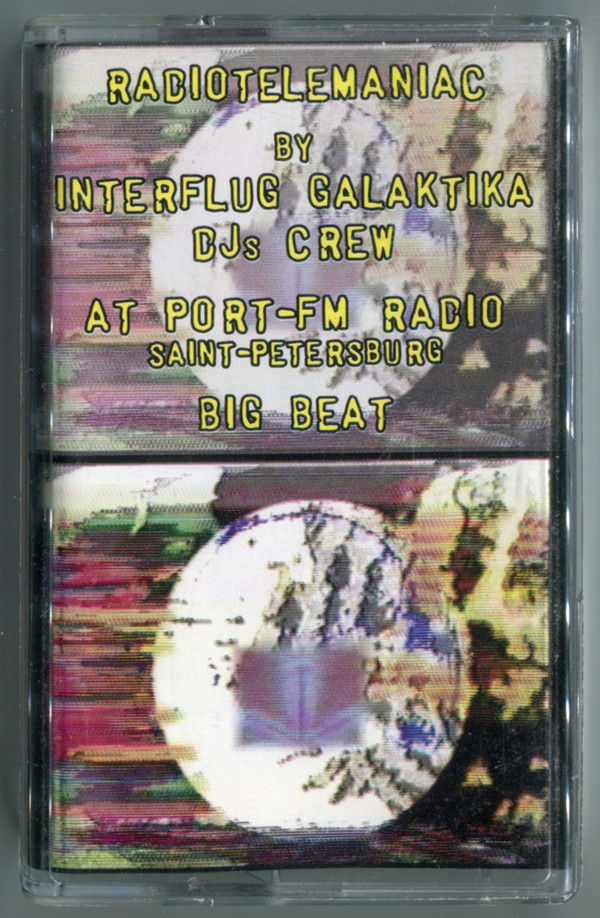 RADIOTELEMANIAC
BY
INTERFLUG GALAKTIKA
DJs CREW
AT PORT-FM RADIO
SAINT-PETERSBURG
BIG BEAT